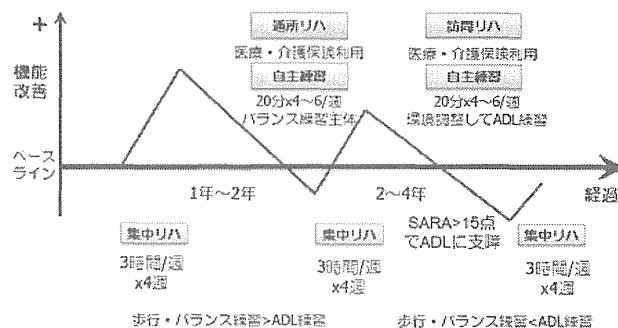 +
機能
改善
ベース
ライン
通所リハ
医療・介護保険利用
自主練習
20分x4～6/週
バランス練習主体
訪問リハ
医療・介護保険利用
自主練習
20分x4～6/週
環境調整してADL練習
1年～2年
2～4年
経過
SARA>15点
でADLに支障
集中リハ
3時間/週
x4週
集中リハ
3時間/週
x4週
集中リハ
3時間/週
x4週
歩行・バランス練習>ADL練習
歩行・バランス練習<ADL練習